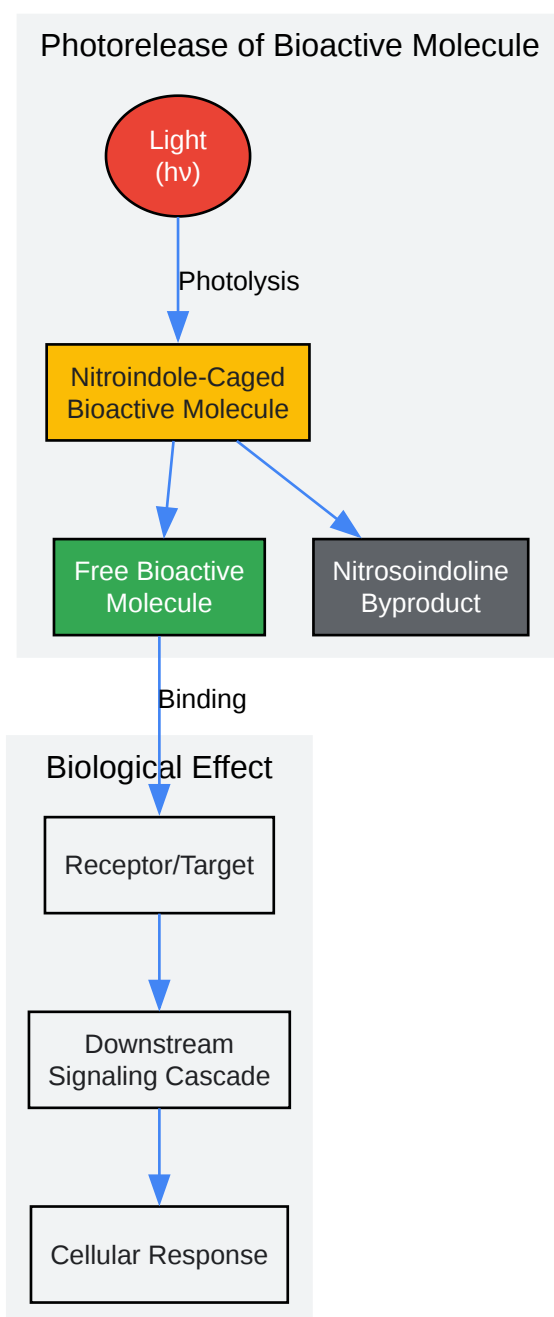 Photorelease of Bioactive Molecule
Light
(hν)
Photolysis
Nitroindole-Caged
Bioactive Molecule
Free Bioactive
Molecule
Nitrosoindoline
Byproduct
Binding
Biological Effect
Receptor/Target
Downstream
Signaling Cascade
Cellular Response